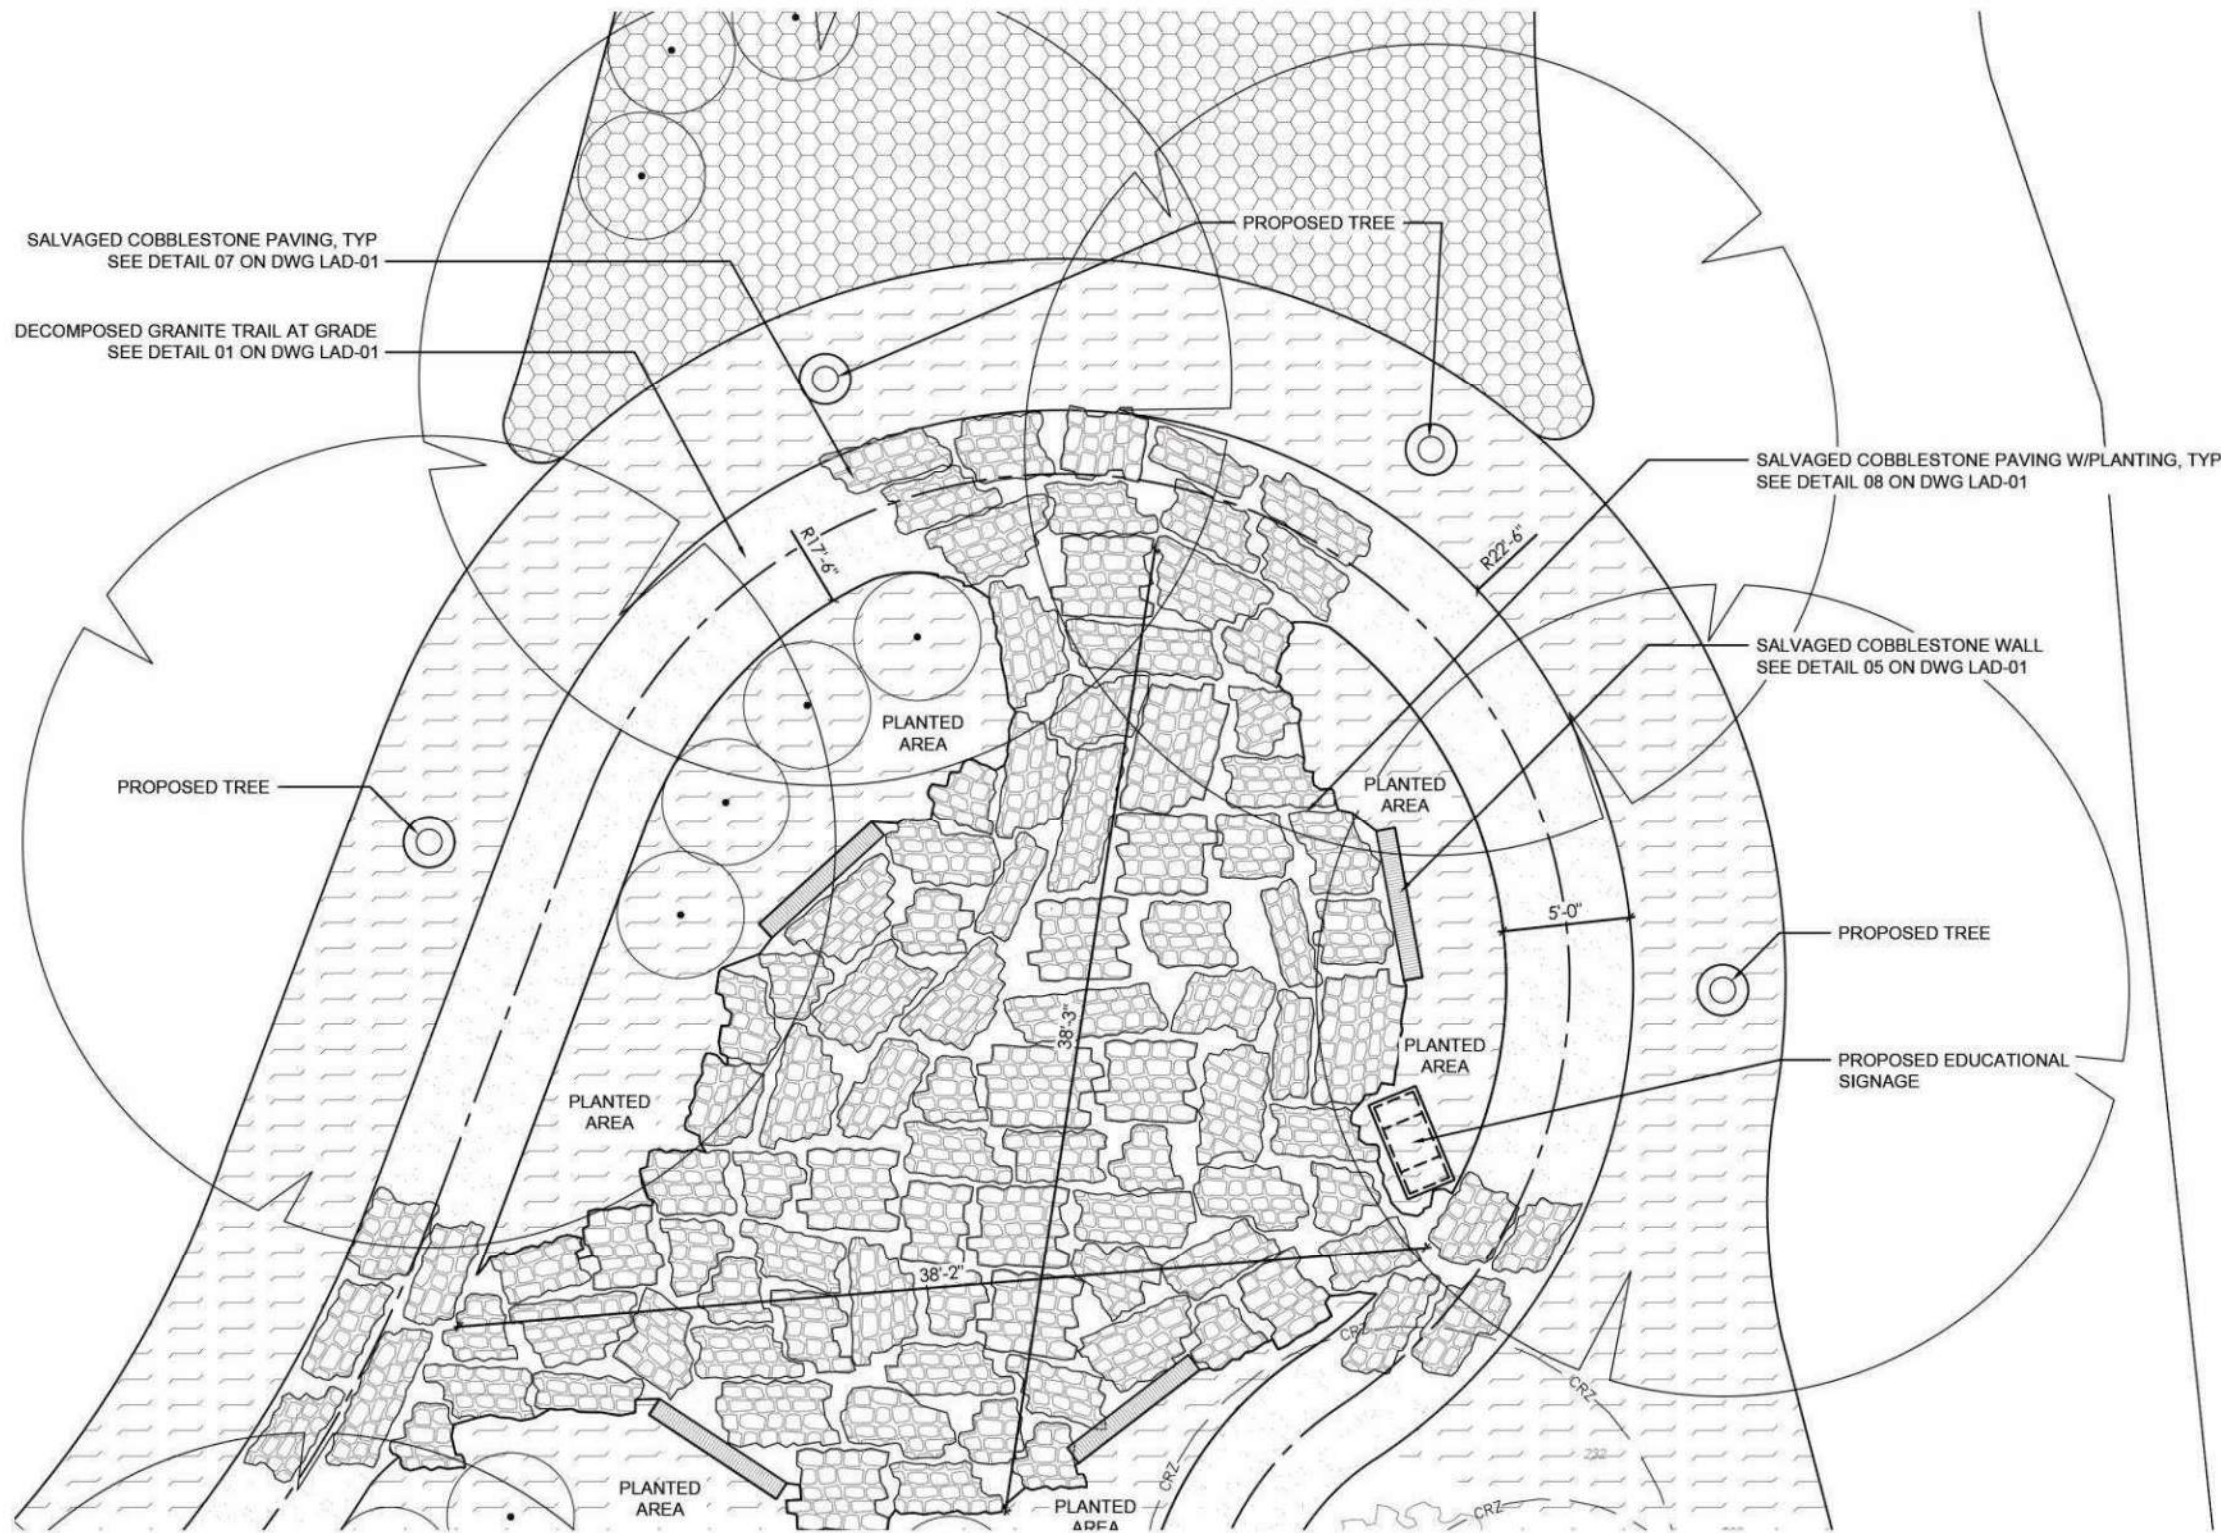 PROPOSED TREE
SALVAGED COBBLESTONE PAVING, TYP
SEE DETAIL 07 ON DWG LAD-01
DECOMPOSED GRANITE TRAIL AT GRADE
SEE DETAIL 01 ON DWG LAD-01
SALVAGED COBBLESTONE PAVING W/PLANTING, TYP
SEE DETAIL 08 ON DWG LAD-01
R17'-6"
R22'-6"
SALVAGED COBBLESTONE WALL
SEE DETAIL 05 ON DWG LAD-01
PLANTED
AREA
PROPOSED TREE
PLANTED
AREA
5'-0"
PROPOSED TREE
38'-3"
PLANTED
AREA
PROPOSED EDUCATIONAL
SIGNAGE
PLANTED
AREA
38'-2"
CRZ
CRZ
232
CRZ
PLANTED
AREA
PLANTED
AREA
CRZ